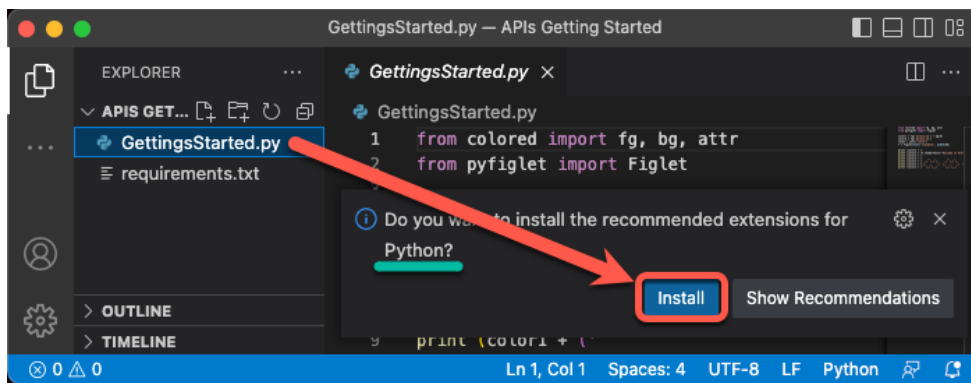 GettingsStarted.py — APIs Getting Started
EXPLORER
GettingsStarted.py
APIS GET...
GettingsStarted.py
GettingsStarted.py
requirements.txt
1 from colored import fg, bg, attr
2 from pyfiglet import Figlet
Do you want to install the recommended extensions for
Python?
Install
Show Recommendations
9 print (color1 + (
OUTLINE
TIMELINE
0 0
Ln 1, Col 1 Spaces: 4 UTF-8 LF Python